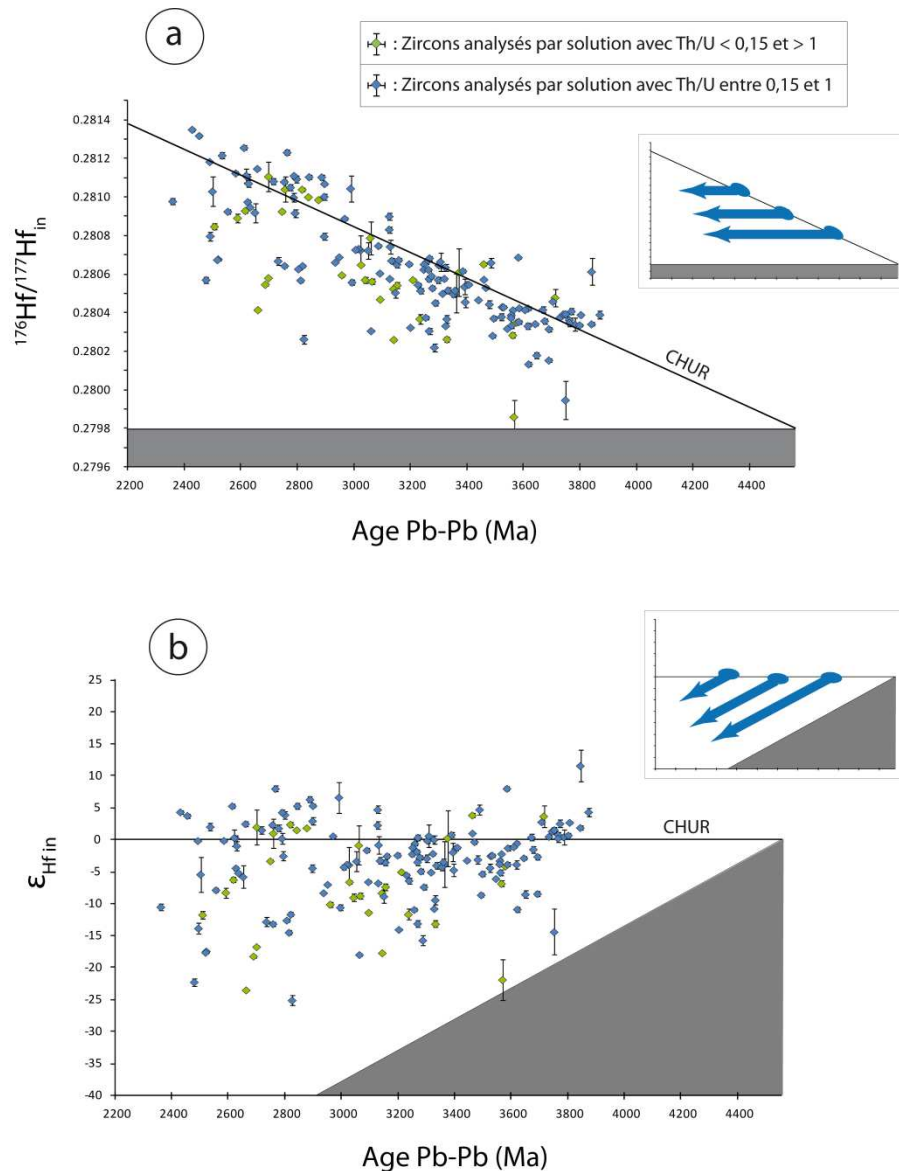 a
: Zircons analysés par solution avec Th/U < 0,15 et > 1
: Zircons analysés par solution avec Th/U entre 0,15 et 1
176Hf/177Hf in
0.2814
0.2812
0.2810
0.2808
0.2806
0.2804
0.2802
0.2800
0.2798
0.2796
CHUR
2200 2400 2600 2800 3000 3200 3400 3600 3800 4000 4200 4400
Age Pb-Pb (Ma)
b
εHf in
25
20
15
10
5
0
-5
-10
-15
-20
-25
-30
-35
-40
CHUR
2200 2400 2600 2800 3000 3200 3400 3600 3800 4000 4200 4400
Age Pb-Pb (Ma)